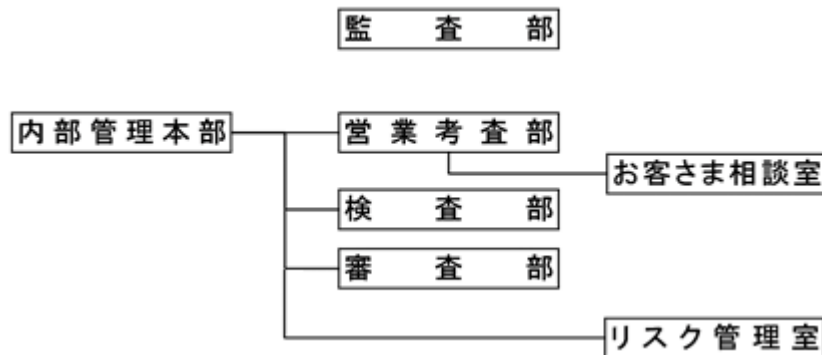 監査部
内部管理本部
営業考査部
お客さま相談室
検査部
審査部
リスク管理室